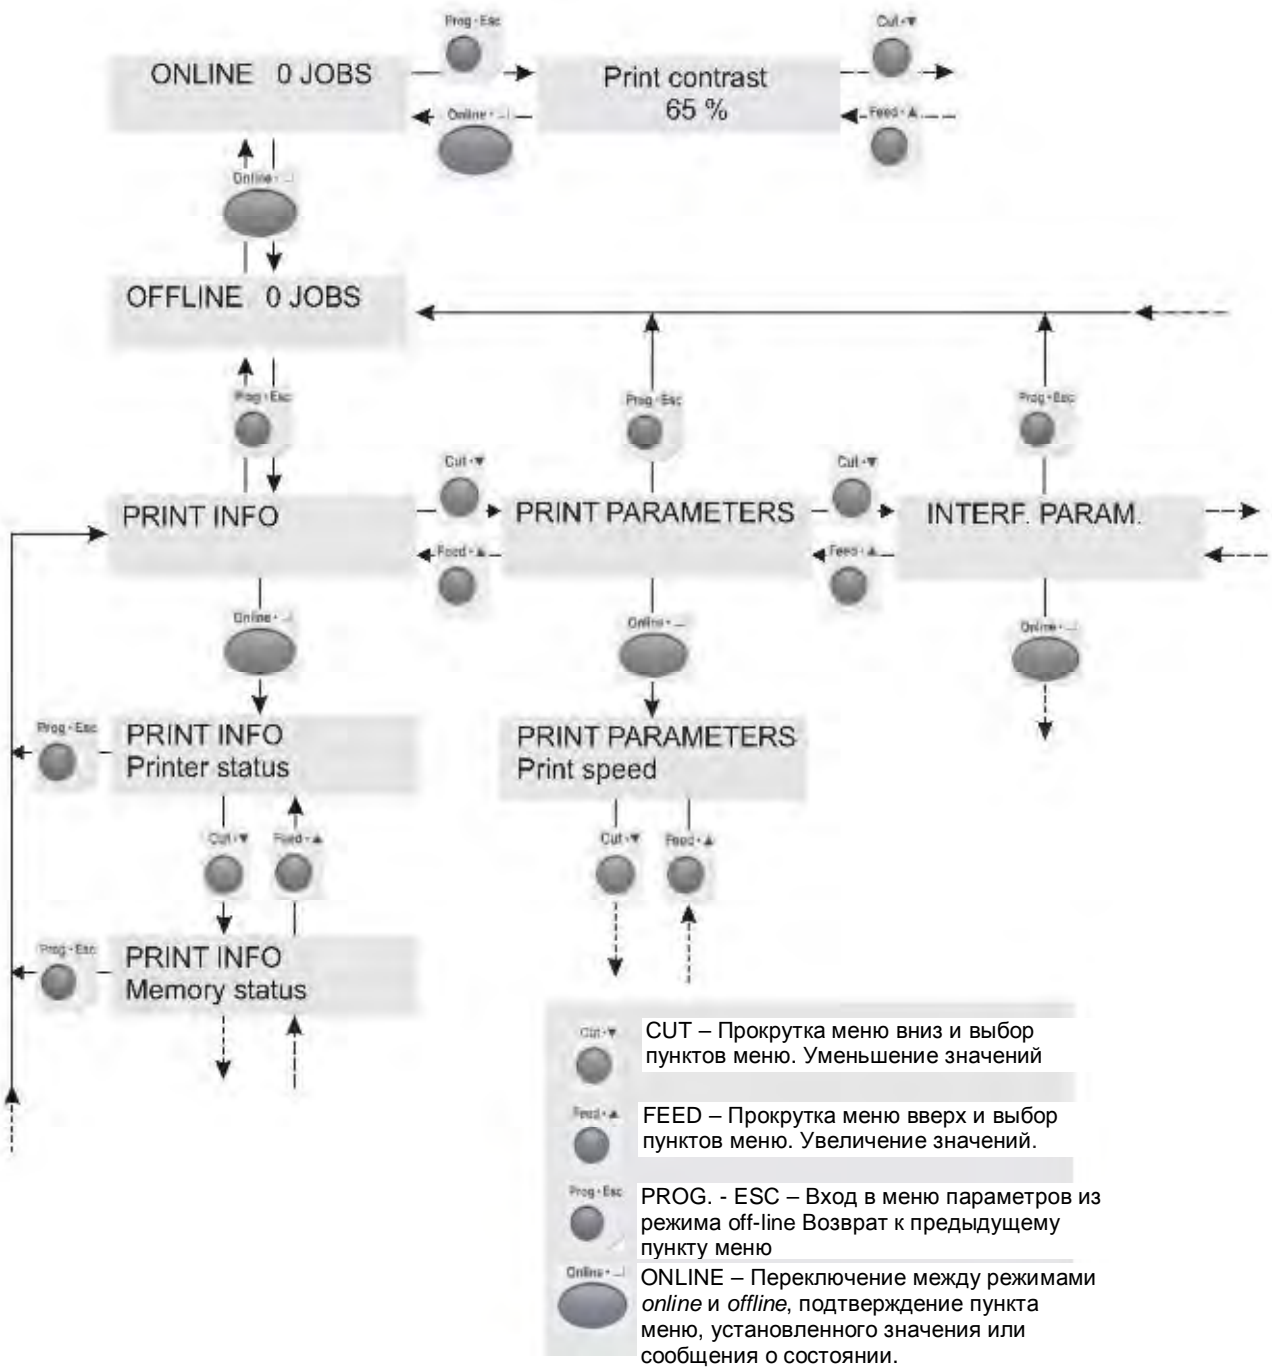 Prog · Esc
Cut · ▼
ONLINE 0 JOBS
Print contrast
65 %
Online · ⏎
Feed · ▲
Online · ⏎
OFFLINE 0 JOBS
Prog · Esc
Prog · Esc
Prog · Esc
Cut · ▼
Cut · ▼
PRINT INFO
PRINT PARAMETERS
INTERF. PARAM.
Feed · ▲
Feed · ▲
Online · ⏎
Online · ⏎
Online · ⏎
Prog · Esc
PRINT INFO
Printer status
PRINT PARAMETERS
Print speed
Cut · ▼
Feed · ▲
Cut · ▼
Feed · ▲
Prog · Esc
PRINT INFO
Memory status
Cut · ▼
CUT – Прокрутка меню вниз и выбор
пунктов меню. Уменьшение значений
Feed · ▲
FEED – Прокрутка меню вверх и выбор
пунктов меню. Увеличение значений.
Prog · Esc
PROG. - ESC – Вход в меню параметров из
режима off-line Возврат к предыдущему
пункту меню
Online · ⏎
ONLINE – Переключение между режимами
online и offline, подтверждение пункта
меню, установленного значения или
сообщения о состоянии.